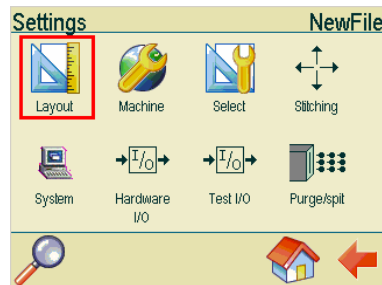 Settings NewFile
Layout Machine Select Stitching
I/O I/O
System Hardware I/O Test I/O Purge/spit